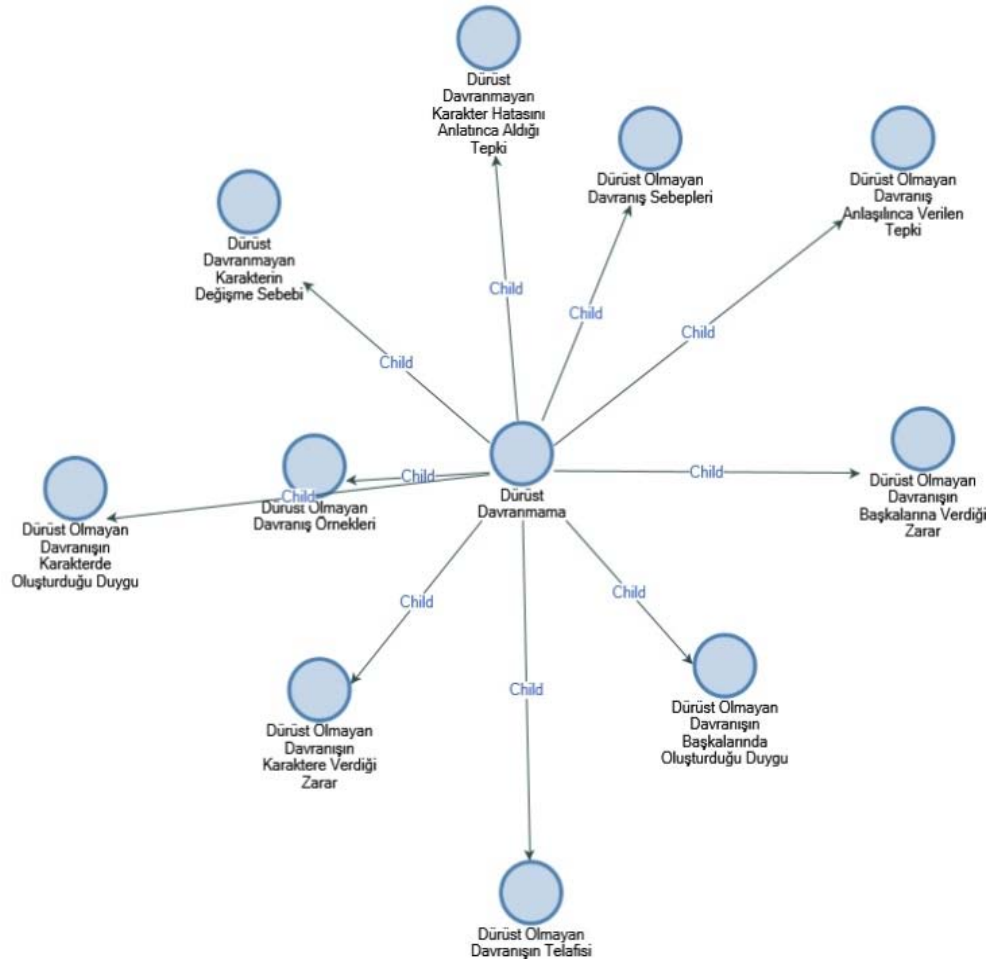 Dürüst
Davranmayan
Karakter Hatasını
Anlatınca Aldığı
Tepki
Dürüst Olmayan
Davranış Sebepleri
Dürüst Olmayan
Davranış
Anlaşılınca Verilen
Tepki
Dürüst
Davranmayan
Karakterin
Değişme Sebebi
Child
Child
Child
Child
Dürüst
Davranmama
Child
Child
Child
Dürüst Olmayan
Davranış Örnekleri
Dürüst Olmayan
Davranışın
Karakterde
Oluşturduğu Duygu
Dürüst Olmayan
Davranışın
Başkalarına Verdiği
Zarar
Child
Child
Child
Dürüst Olmayan
Davranışın
Karaktere Verdiği
Zarar
Dürüst Olmayan
Davranışın
Başkalarında
Oluşturduğu Duygu
Dürüst Olmayan
Davranışın Telafisi